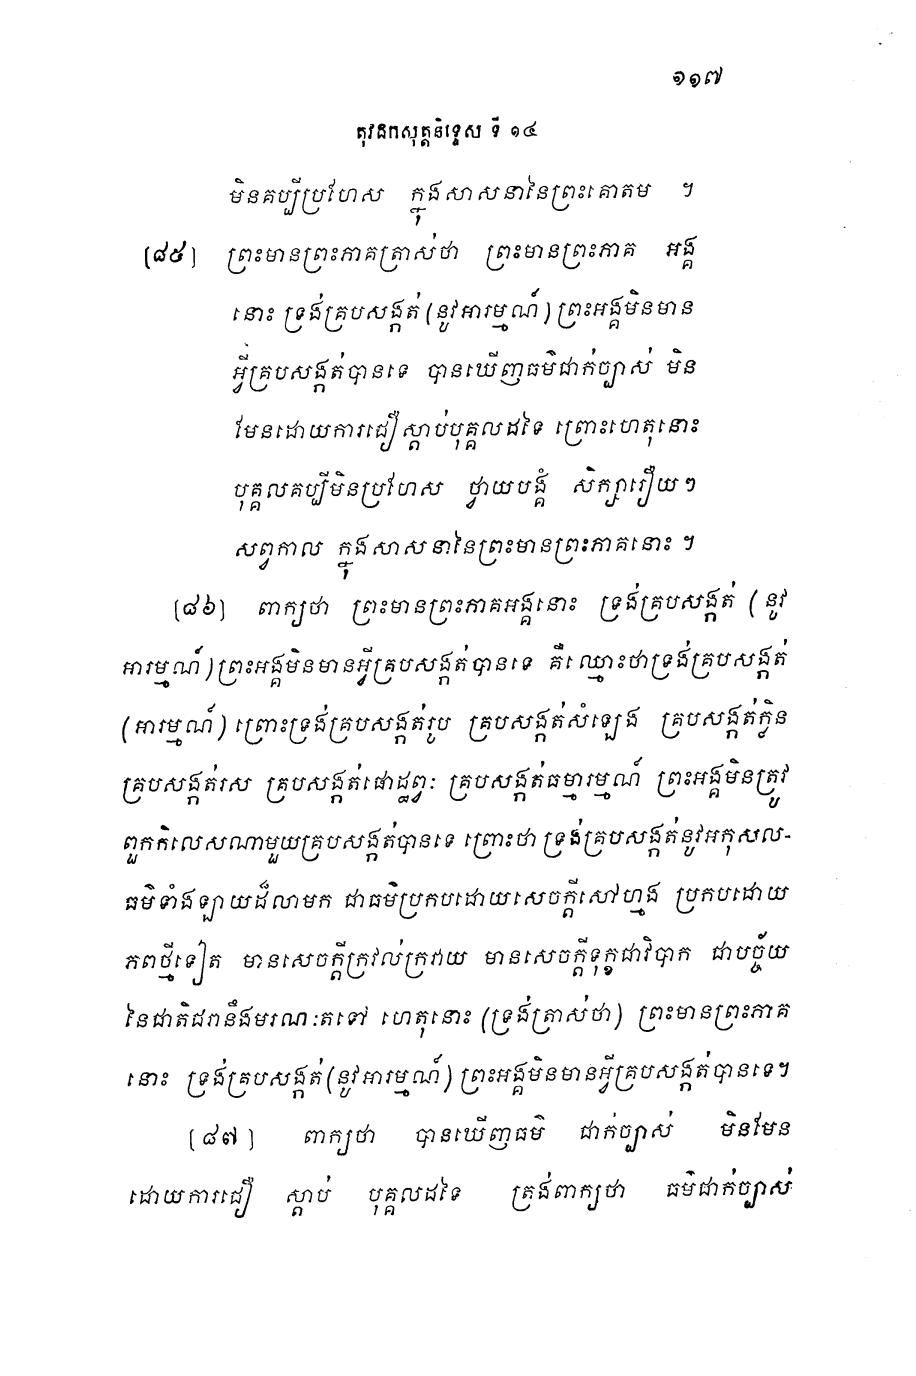 ១១៧
តុវដកសុត្តនិទ្ទេស ទី ១៤
មិនគប្បីប្រហែស ក្នុងសាសនានៃព្រះគោតម ។
[៨៥] ព្រះមានព្រះភាគត្រាស់ថា ព្រះមានព្រះភាគ អង្គ
នោះ ទ្រង់គ្របសង្កត់ (នូវអារម្មណ៍) ព្រះអង្គមិនមាន
អ្វីគ្របសង្កត់បានទេ បានឃើញធម៌ជាក់ច្បាស់ មិន
មែនដោយការជឿស្តាប់បុគ្គលដទៃ ព្រោះហេតុនោះ
បុគ្គលគប្បីមិនប្រហែស ថ្វាយបង្គំ សិក្សារឿយៗ
សព្វកាល ក្នុងសាសនានៃព្រះមានព្រះភាគនោះ ។
[៨៦] ពាក្យថា ព្រះមានព្រះភាគអង្គនោះ ទ្រង់គ្របសង្កត់ (នូវ
អារម្មណ៍) ព្រះអង្គមិនមានអ្វីគ្របសង្កត់បានទេ គឺឈ្មោះថាទ្រង់គ្របសង្កត់
(អារម្មណ៍) ព្រោះទ្រង់គ្របសង្កត់រូប គ្របសង្កត់សំឡេង គ្របសង្កត់ក្លិន
គ្របសង្កត់រស គ្របសង្កត់ផោដ្ឋព្វៈ គ្របសង្កត់ធម្មារម្មណ៍ ព្រះអង្គមិនត្រូវ
ពួកកិលេសណាមួយគ្របសង្កត់បានទេ ព្រោះថា ទ្រង់គ្របសង្កត់នូវអកុសល-
ធម៌ទាំងឡាយដ៏លាមក ជាធម៌ប្រកបដោយសេចក្តីសៅហ្មង ប្រកបដោយ
ភពថ្មីទៀត មានសេចក្តីក្រវល់ក្រវាយ មានសេចក្តីទុក្ខជាវិបាក ជាបច្ច័យ
នៃជាតិជរានឹងមរណៈតទៅ ហេតុនោះ (ទ្រង់ត្រាស់ថា) ព្រះមានព្រះភាគ
នោះ ទ្រង់គ្របសង្កត់ (នូវអារម្មណ៍) ព្រះអង្គមិនមានអ្វីគ្របសង្កត់បានទេ។
[៨៧] ពាក្យថា បានឃើញធម៌ ជាក់ច្បាស់ មិនមែន
ដោយការជឿ ស្តាប់ បុគ្គលដទៃ ត្រង់ពាក្យថា ធម៌ជាក់ច្បាស់